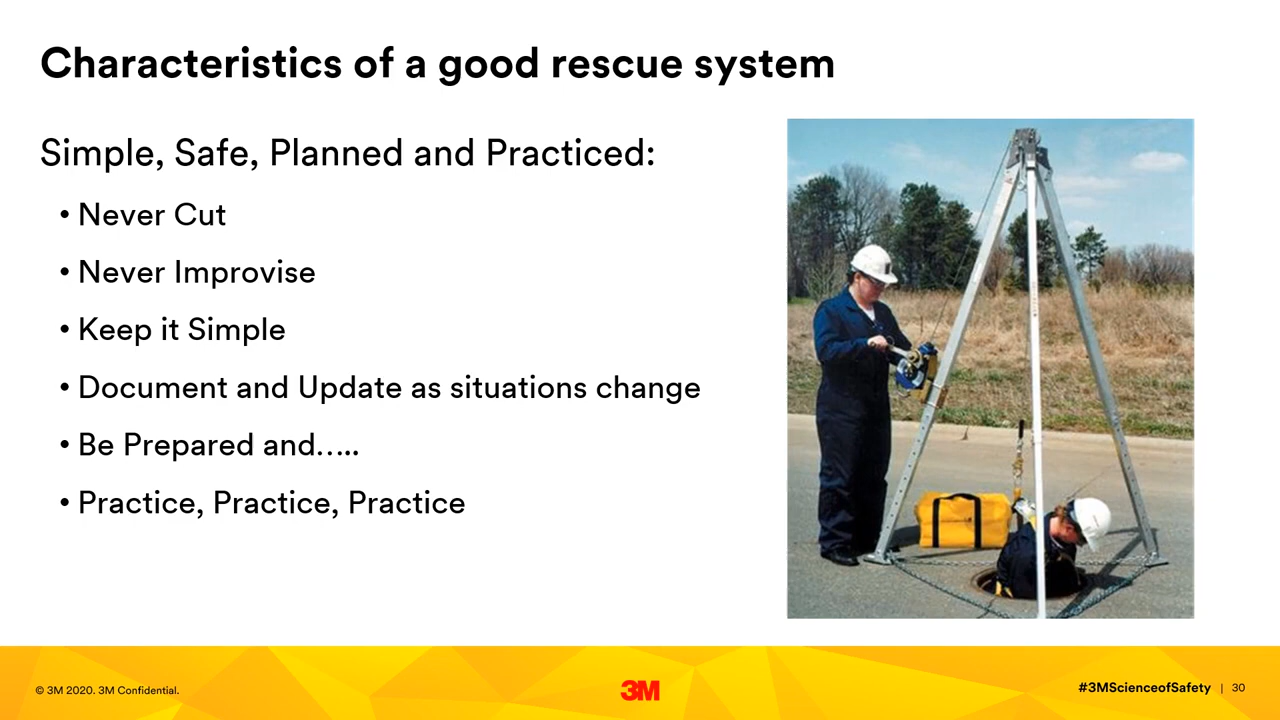 Characteristics of a good rescue system
Simple, Safe, Planned and Practiced:
• Never Cut
• Never Improvise
• Keep it Simple
• Document and Update as situations change
• Be Prepared and…..
• Practice, Practice, Practice
© 3M 2020. 3M Confidential.
3M
#3MScienceofSafety | 30